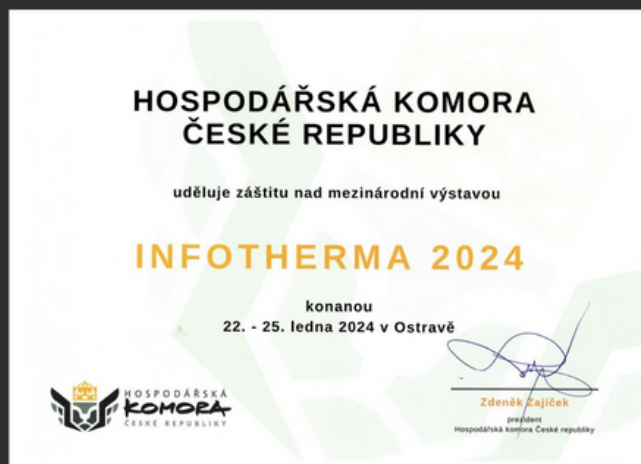 HOSPODÁŘSKÁ KOMORA
ČESKÉ REPUBLIKY
uděluje záštitu nad mezinárodní výstavou
INFOTHERMA 2024
konanou
22. - 25. ledna 2024 v Ostravě
HOSPODÁŘSKÁ
KOMORA
ČESKÉ REPUBLIKY
Zdeněk Zajíček
prezident
Hospodářská komora České republiky